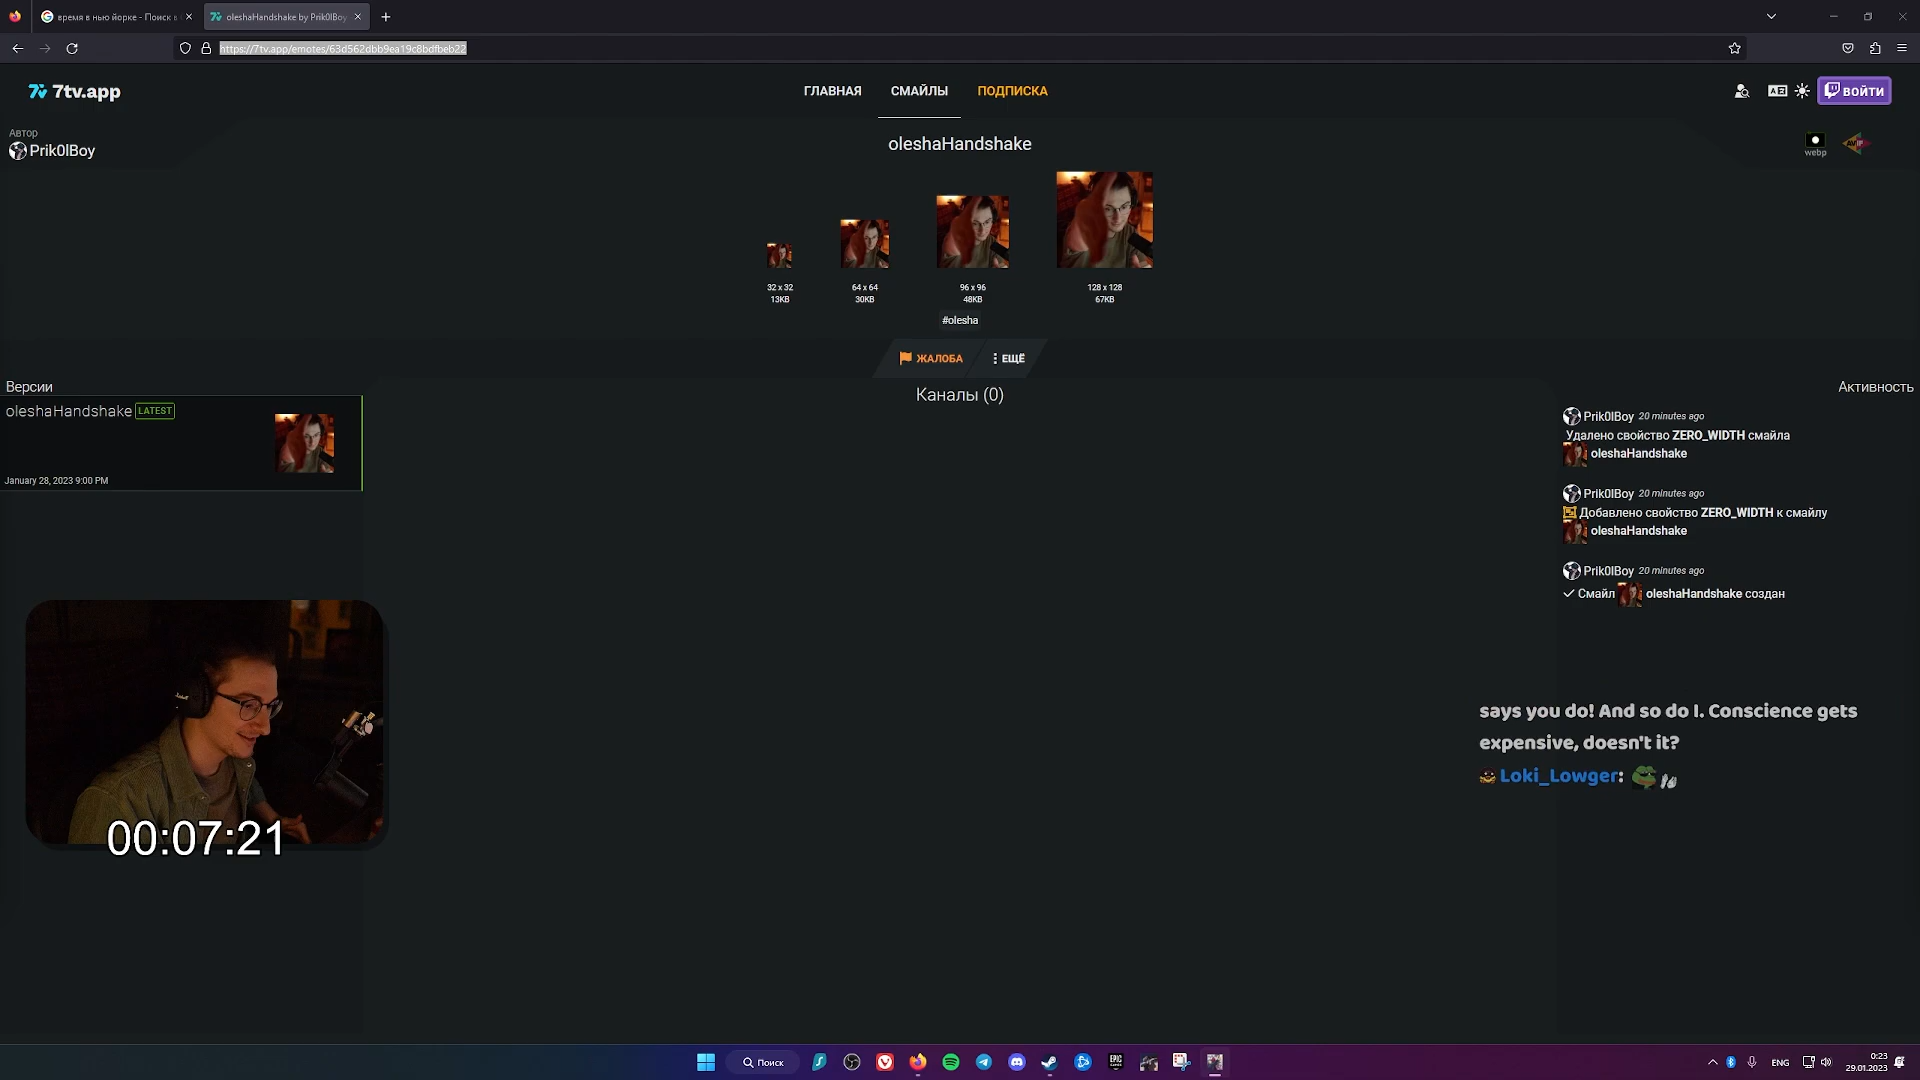 время в нью йорке - Поиск в
oleshaHandshake by Prik0lBoy
https://7tv.app/emotes/63d562dbb9ea19c8bdfbeb22
7tv.app
ГЛАВНАЯ
СМАЙЛЫ
ПОДПИСКА
ВОЙТИ
Автор
Prik0lBoy
oleshaHandshake
webp
32 x 32
13KB
64 x 64
30KB
96 x 96
48KB
128 x 128
67KB
#olesha
ЖАЛОБА
ЕЩЁ
Версии
Каналы (0)
Активность
oleshaHandshake LATEST
January 28, 2023 9:00 PM
Prik0lBoy 20 minutes ago
Удалено свойство ZERO_WIDTH смайла
oleshaHandshake
Prik0lBoy 20 minutes ago
Добавлено свойство ZERO_WIDTH к смайлу
oleshaHandshake
Prik0lBoy 20 minutes ago
Смайл oleshaHandshake создан
says you do! And so do I. Conscience gets
expensive, doesn't it?
Loki_Lowger:
00:07:21
Поиск
EPIC
ENG
0:23
29.01.2023